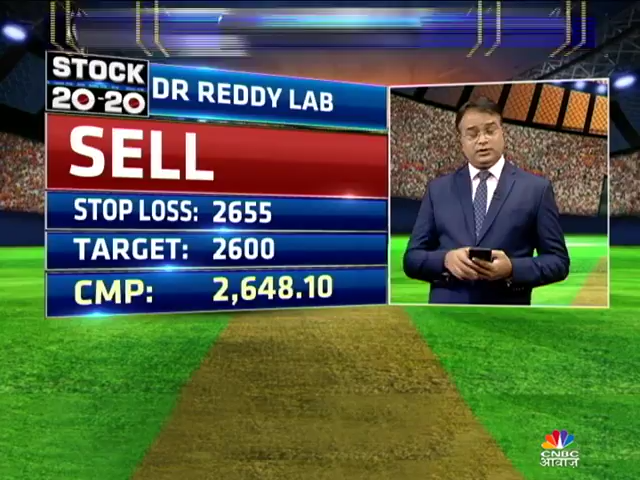 STOCK
20-20
DR REDDY LAB
SELL
STOP LOSS: 2655
TARGET: 2600
CMP: 2,648.10
CNBC
आवाज़